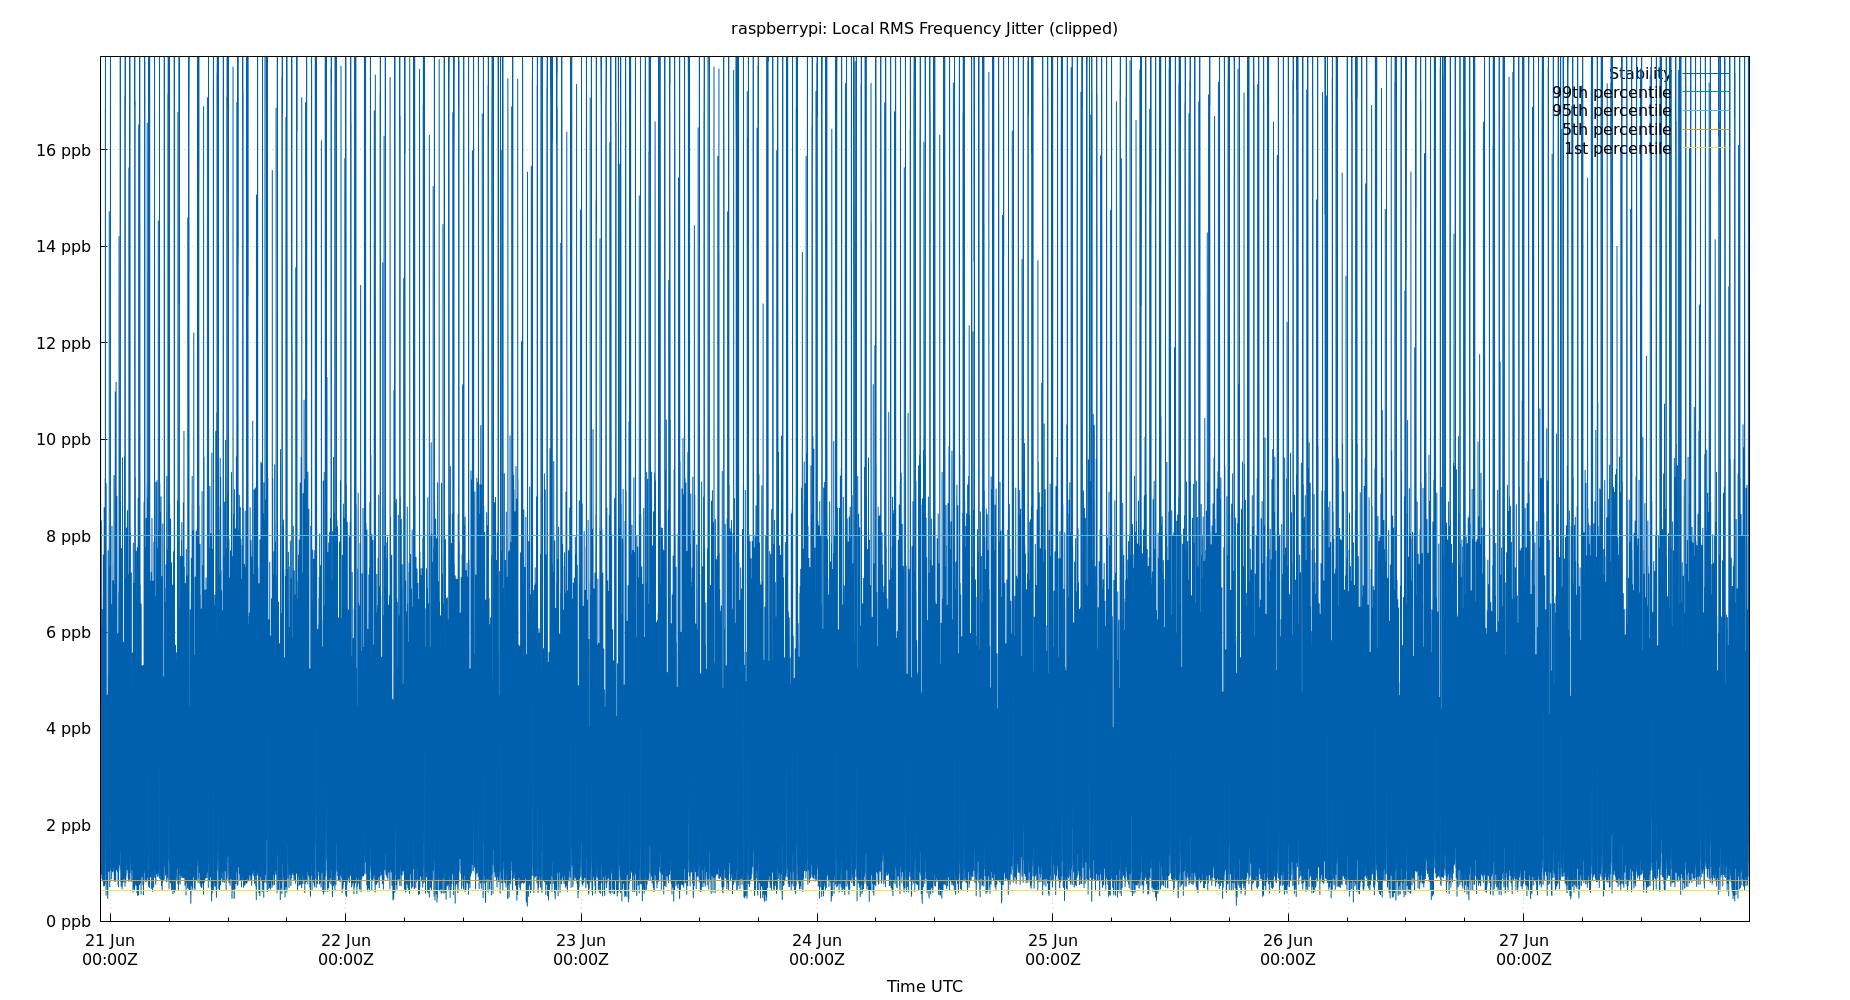 raspberrypi: Local RMS Frequency Jitter (clipped)
Stability
99th percentile
95th percentile
5th percentile
1st percentile
16 ppb
14 ppb
12 ppb
10 ppb
8 ppb
6 ppb
4 ppb
2 ppb
0 ppb
21 Jun 22 Jun 23 Jun 24 Jun 25 Jun 26 Jun 27 Jun
00:00Z 00:00Z 00:00Z 00:00Z 00:00Z 00:00Z 00:00Z
Time UTC